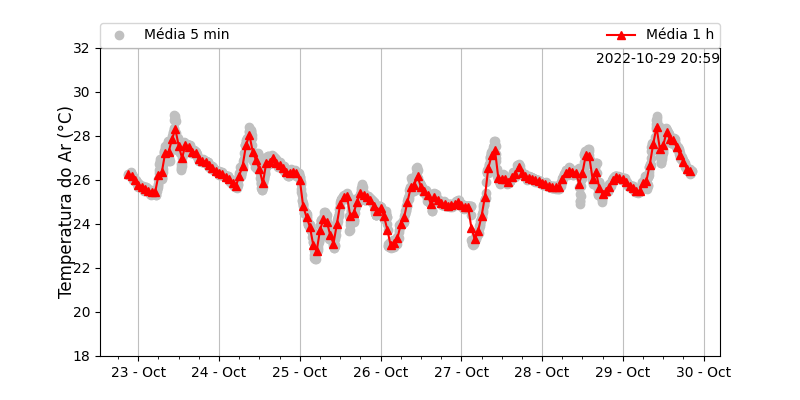 Média 5 min
Média 1 h
2022-10-29 20:59
Temperatura do Ar (°C)
32
30
28
26
24
22
20
18
23 - Oct
24 - Oct
25 - Oct
26 - Oct
27 - Oct
28 - Oct
29 - Oct
30 - Oct